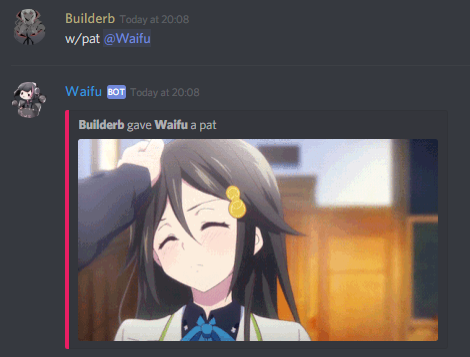 Builderb Today at 20:08
w/pat @Waifu
Waifu BOT Today at 20:08
Builderb gave Waifu a pat